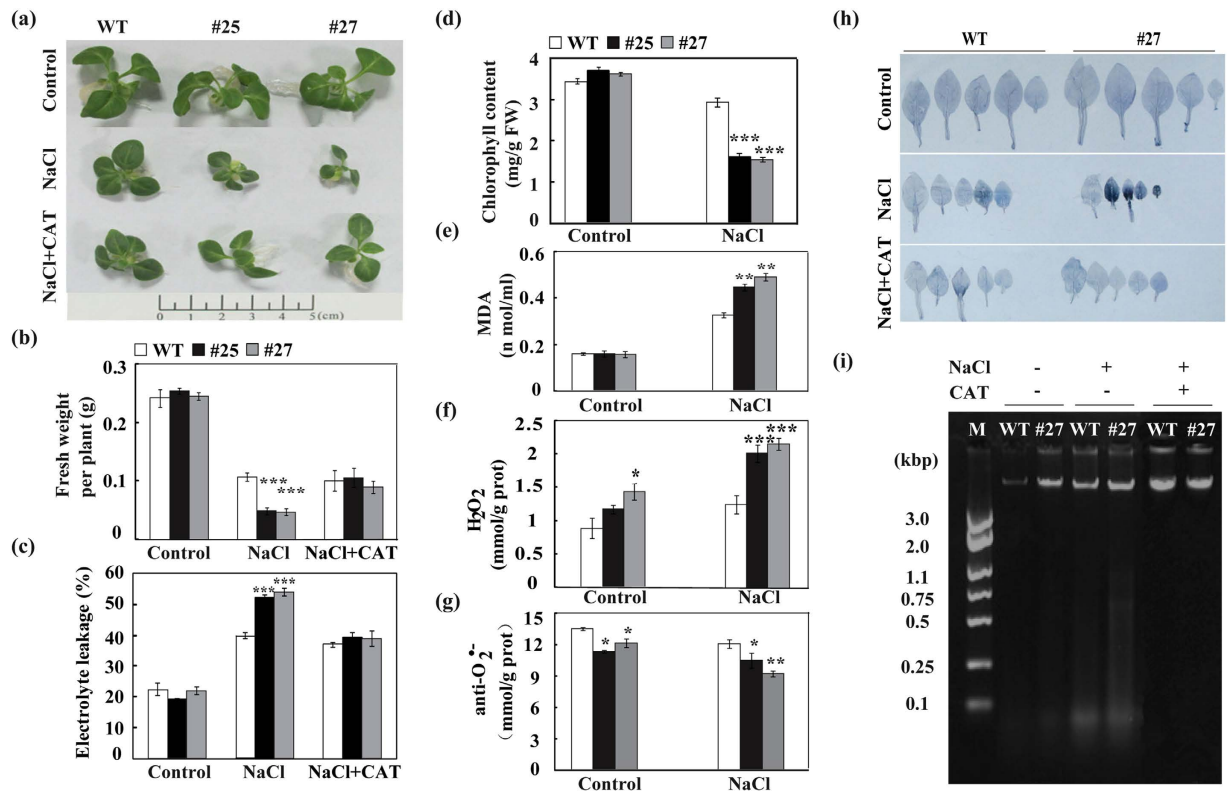 (a)
WT #25 #27
Control
NaCl
NaCl+CAT
0 1 2 3 4 5 (cm)
(b)
WT #25 #27
Fresh weight
per plant (g)
0.3
0.2
0.1
0
*** ***
Control NaCl NaCl+CAT
(c)
Electrolyte leakage (%)
60
50
40
30
20
10
0
*** ***
Control NaCl NaCl+CAT
(d)
WT #25 #27
Chlorophyll content
(mg/g FW)
4
3
2
1
0
*** ***
Control NaCl
(e)
MDA
(n mol/ml)
0.6
0.4
0.2
0
** **
Control NaCl
(f)
H2O2
(mmol/g prot)
2.5
2
1.5
1
0.5
0
* *** ***
Control NaCl
(g)
anti-O2•-
(mmol/g prot)
15
12
9
6
3
0
* * * **
Control NaCl
(h)
WT #27
Control
NaCl
NaCl+CAT
(i)
NaCl - + +
CAT - - +
M WT #27 WT #27 WT #27
(kbp)
3.0
2.0
1.1
0.75
0.5
0.25
0.1